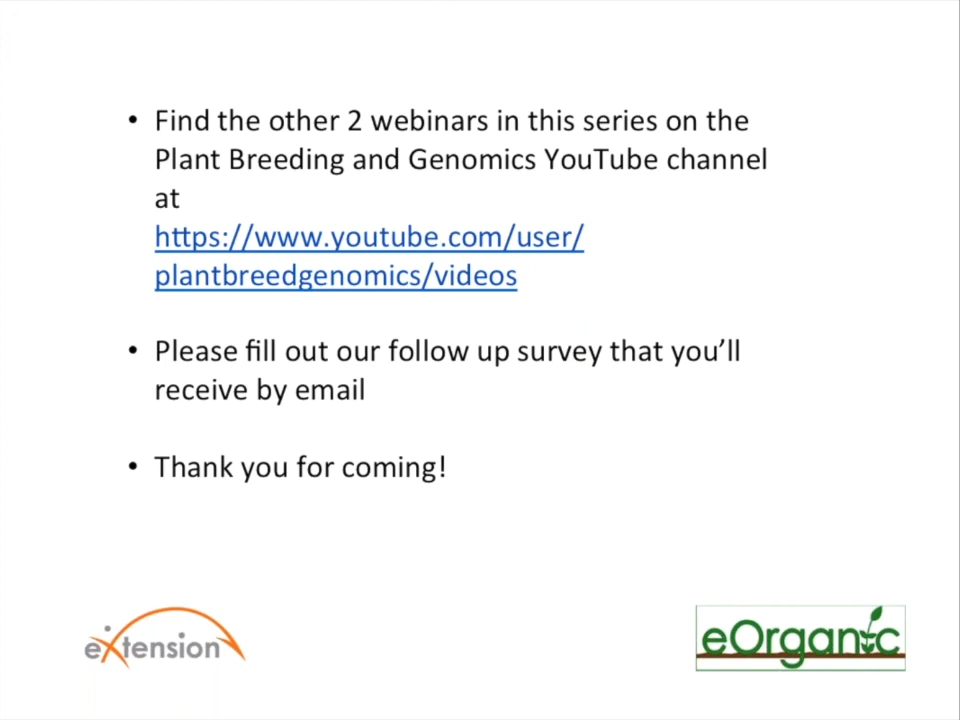 • Find the other 2 webinars in this series on the
Plant Breeding and Genomics YouTube channel
at
https://www.youtube.com/user/
plantbreedgenomics/videos
• Please fill out our follow up survey that you’ll
receive by email
• Thank you for coming!
eXtension
eOrganic